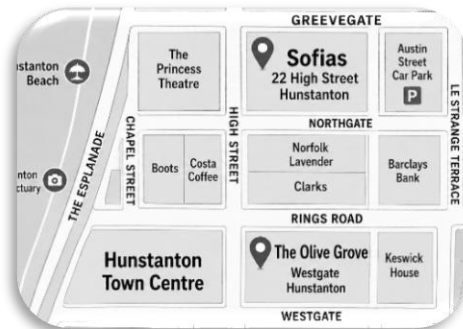 GREEVEGATE
The
Princess
Theatre
Sofias
22 High Street
Hunstanton
Austin
Street
Car Park
P
nstanton
Beach
THE ESPLANADE
CHAPEL STREET
HIGH STREET
LE STRANGE TERRACE
NORTHGATE
Boots
Costa
Coffee
Norfolk
Lavender
Clarks
Barclays
Bank
nton
ctuary
RINGS ROAD
Hunstanton
Town Centre
The Olive Grove
Westgate
Hunstanton
Keswick
House
WESTGATE